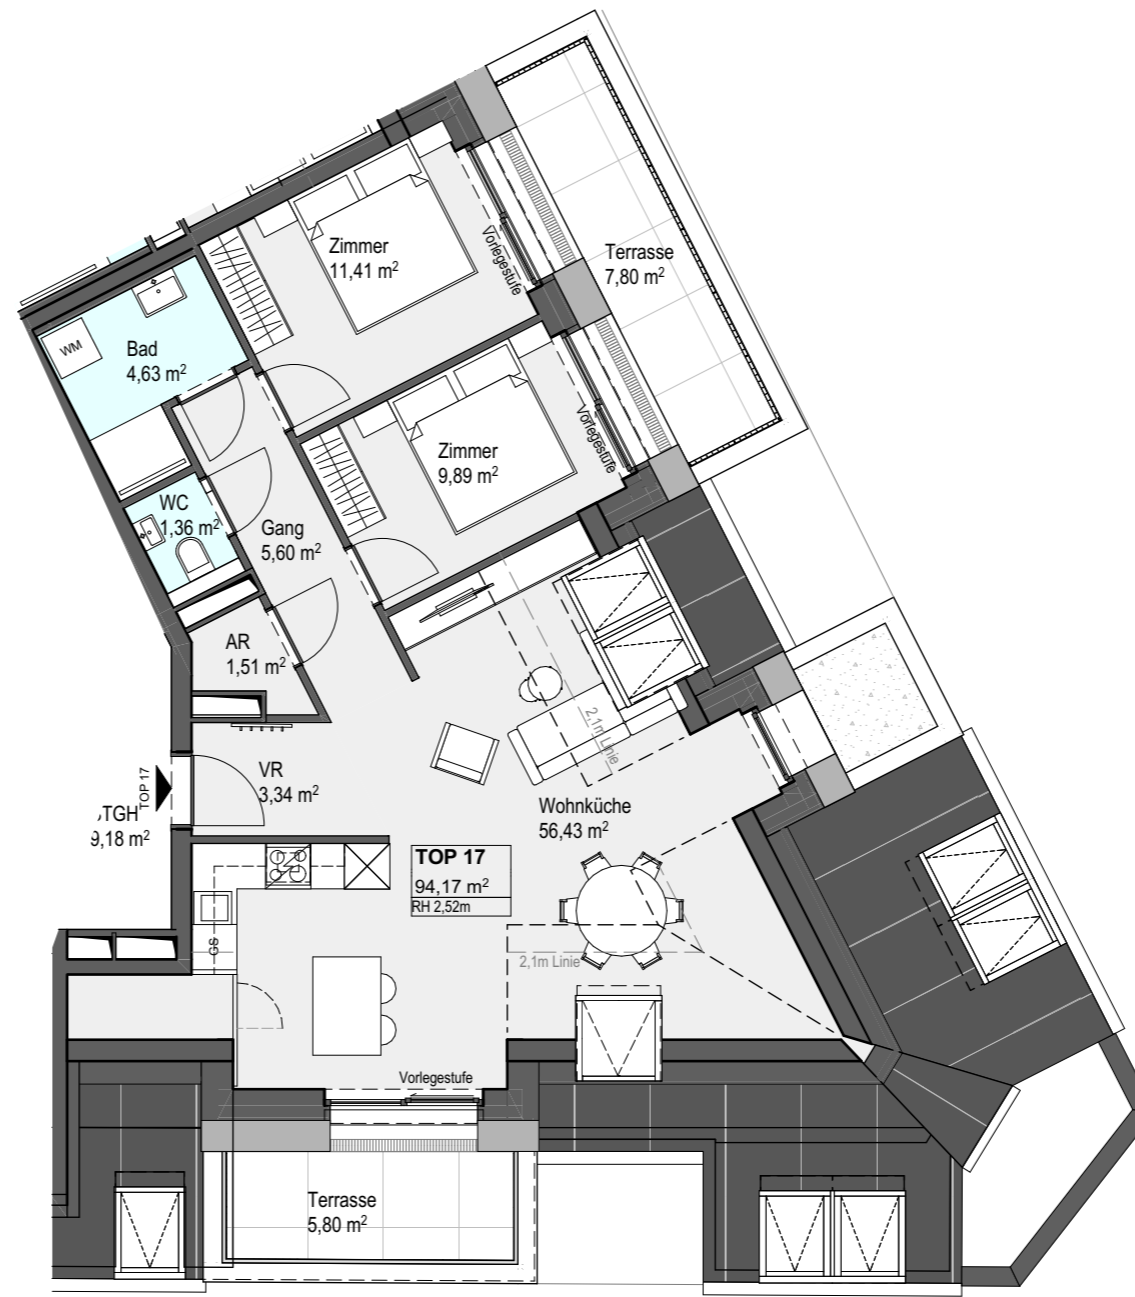 Zimmer
11,41 m²
Vorlegestufe
Terrasse
7,80 m²
WM
Bad
4,63 m²
Zimmer
9,89 m²
Vorlegestufe
WC
1,36 m²
Gang
5,60 m²
AR
1,51 m²
2,1m Linie
VR
3,34 m²
TOP 17
TGH
9,18 m²
Wohnküche
56,43 m²
TOP 17
94,17 m²
RH 2,52m
GS
2,1m Linie
Vorlegestufe
Terrasse
5,80 m²